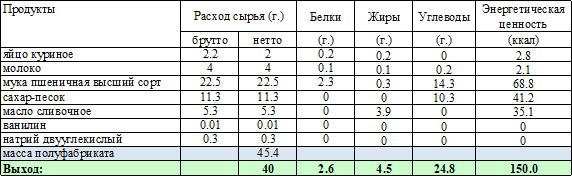 Продукты Расход сырья (г.) Белки Жиры Углеводы Энергетическая ценность
брутто нетто (г.) (г.) (г.) (ккал)
яйцо куриное 2.2 2 0.2 0.2 0 2.8
молоко 4 4 0.1 0.1 0.2 2.1
мука пшеничная высший сорт 22.5 22.5 2.3 0.3 14.3 68.8
сахар-песок 11.3 11.3 0 0 10.3 41.2
масло сливочное 5.3 5.3 0 3.9 0 35.1
ванилин 0.01 0.01 0 0 0 0
натрий двууглекислый 0.3 0.3 0 0 0 0
масса полуфабриката 45.4
Выход: 40 2.6 4.5 24.8 150.0